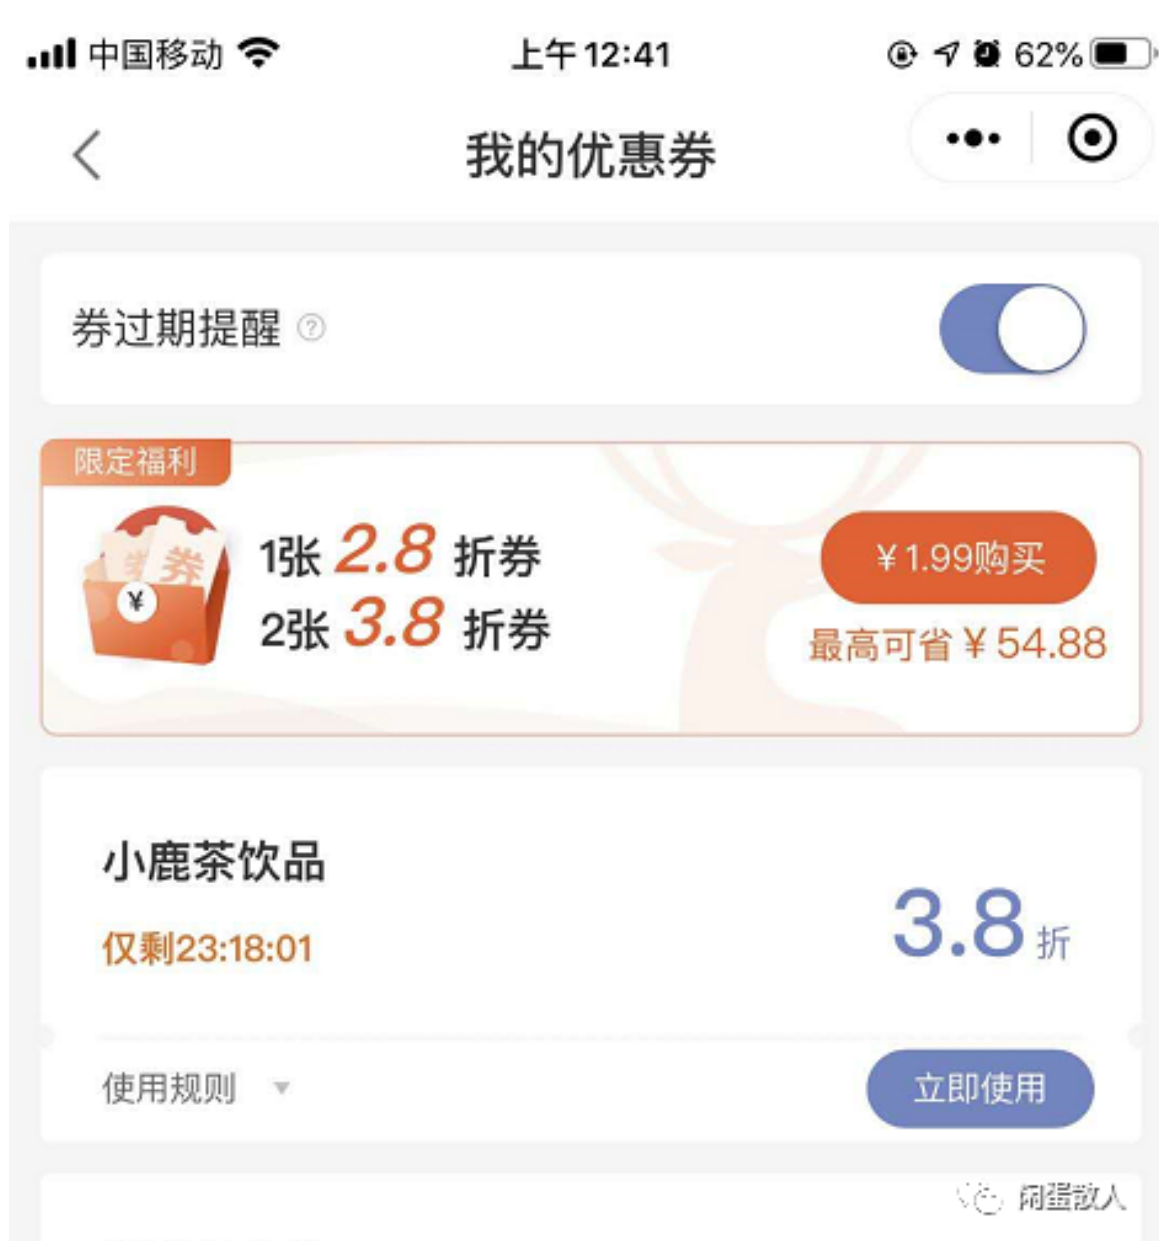 中国移动 上午12:41 62%
我的优惠券
券过期提醒 ?
限定福利
券 券
¥
1张 2.8 折券
2张 3.8 折券
¥1.99购买
最高可省¥54.88
小鹿茶饮品
仅剩23:18:01
3.8折
使用规则
立即使用
闲蛋散人